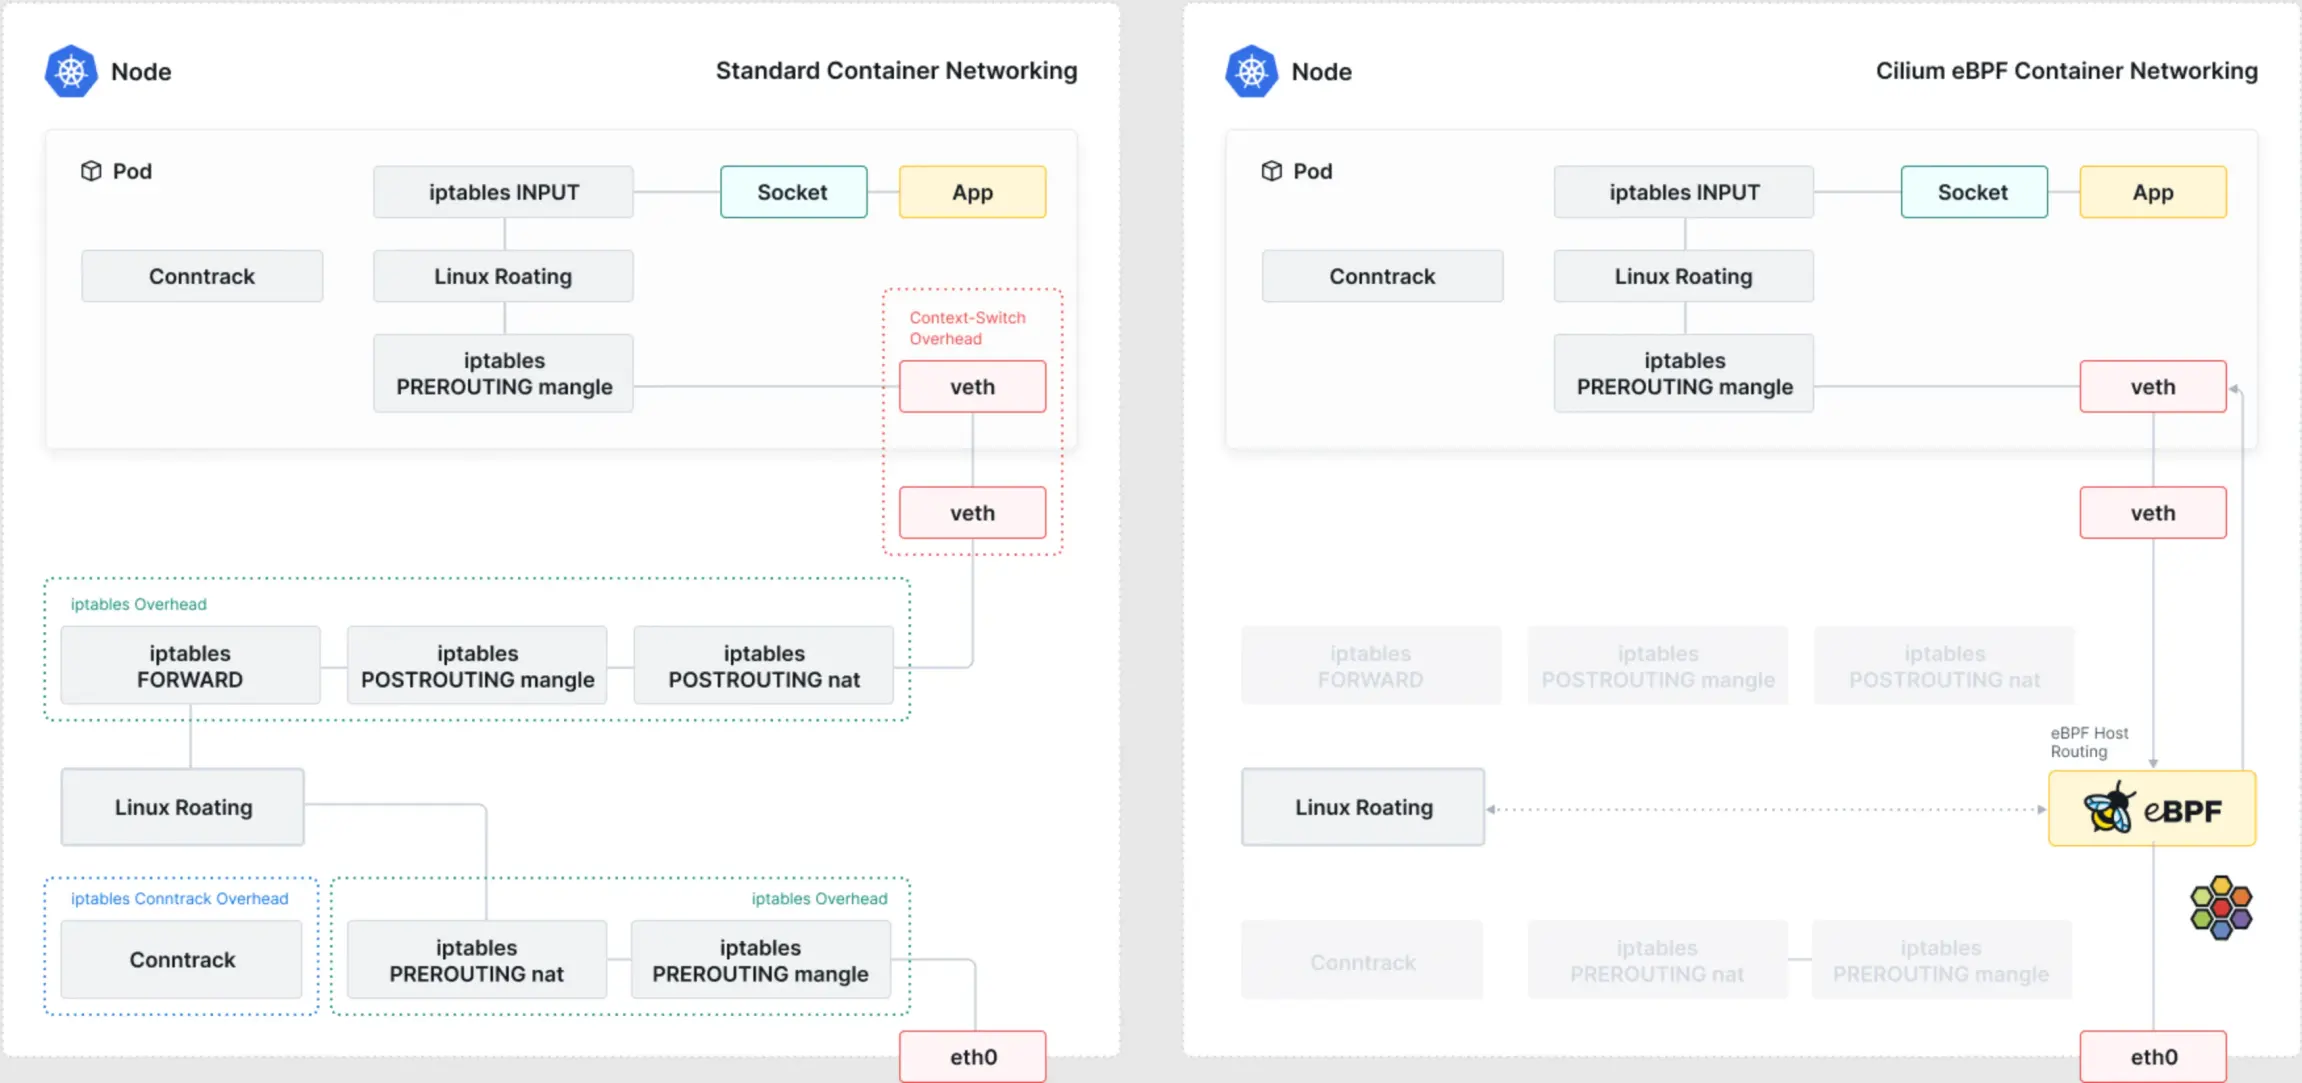 Node
Standard Container Networking
Pod
iptables INPUT
Socket
App
Conntrack
Linux Roating
Context-Switch
Overhead
iptables
PREROUTING mangle
veth
veth
iptables Overhead
iptables
FORWARD
iptables
POSTROUTING mangle
iptables
POSTROUTING nat
Linux Roating
iptables Conntrack Overhead
Conntrack
iptables Overhead
iptables
PREROUTING nat
iptables
PREROUTING mangle
eth0
Node
Cilium eBPF Container Networking
Pod
iptables INPUT
Socket
App
Conntrack
Linux Roating
iptables
PREROUTING mangle
veth
veth
iptables
FORWARD
iptables
POSTROUTING mangle
iptables
POSTROUTING nat
eBPF Host
Routing
Linux Roating
eBPF
Conntrack
iptables
PREROUTING nat
iptables
PREROUTING mangle
eth0